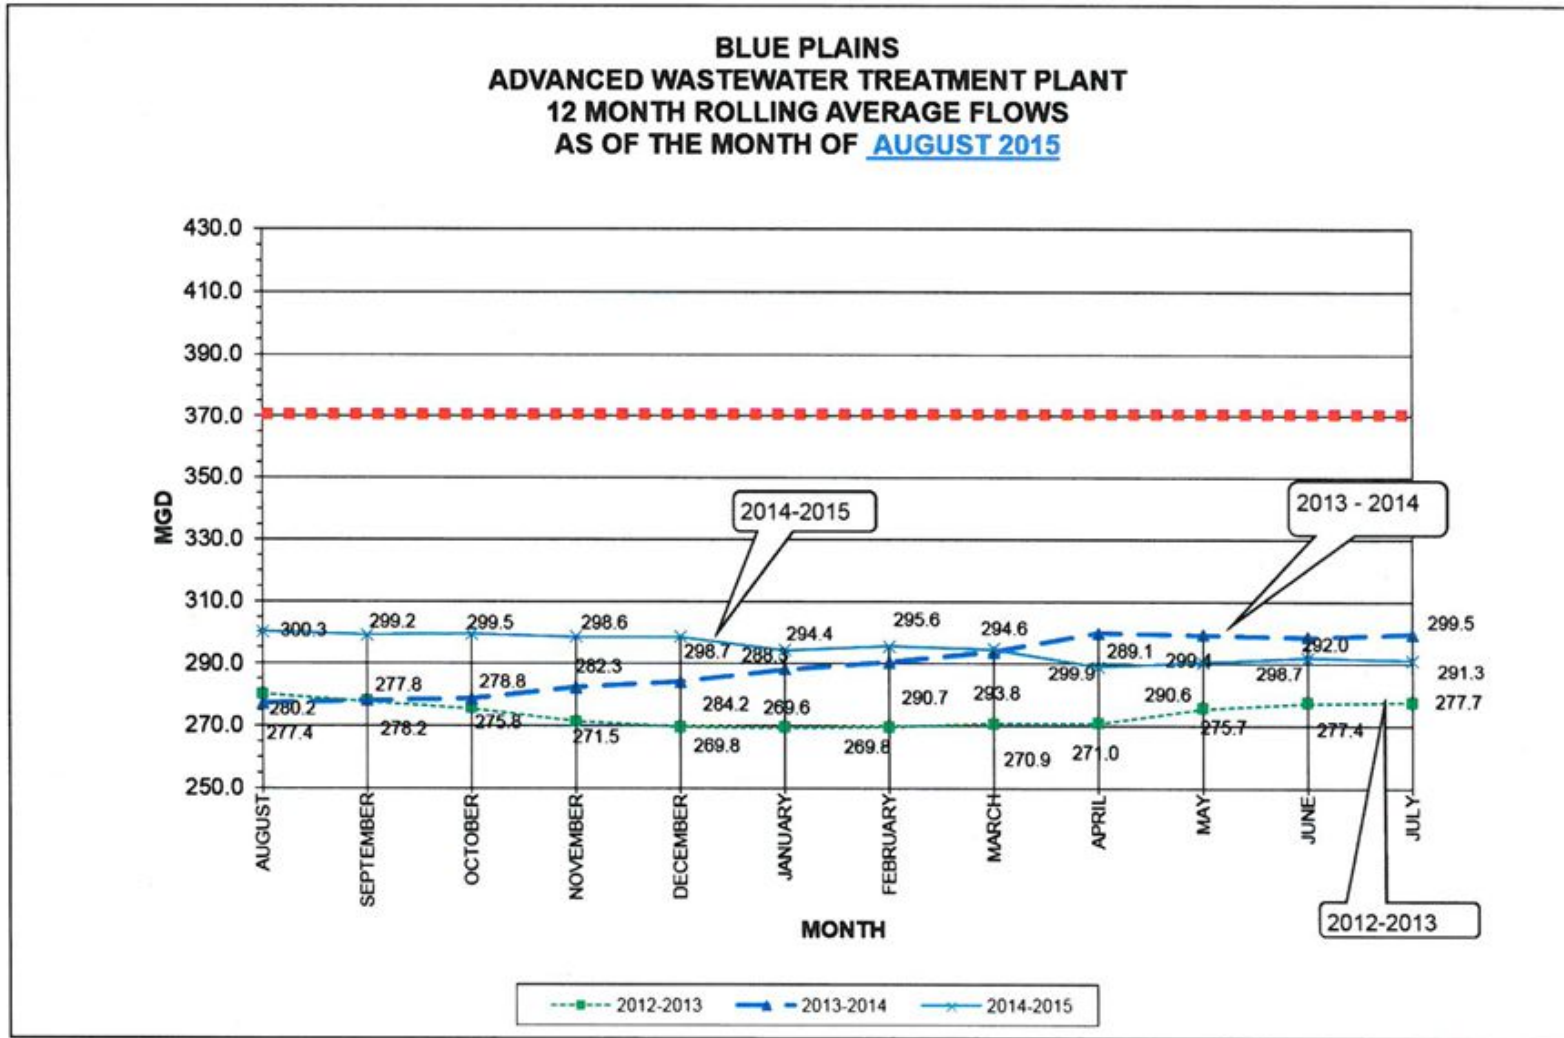 BLUE PLAINS
ADVANCED WASTEWATER TREATMENT PLANT
12 MONTH ROLLING AVERAGE FLOWS
AS OF THE MONTH OF AUGUST 2015
430.0
410.0
390.0
370.0
350.0
330.0
310.0
290.0
270.0
250.0
MGD
2014-2015
2013 - 2014
300.3
299.2
299.5
298.6
298.7
294.4
295.6
294.6
289.1
290.6
292.0
291.3
277.4
278.2
278.8
282.3
284.2
288.3
290.7
293.8
299.9
299.4
298.7
299.5
280.2
277.8
275.8
271.5
269.8
269.6
269.8
270.9
271.0
275.7
277.4
277.7
AUGUST
SEPTEMBER
OCTOBER
NOVEMBER
DECEMBER
JANUARY
FEBRUARY
MARCH
APRIL
MAY
JUNE
JULY
2012-2013
MONTH
2012-2013
2013-2014
2014-2015